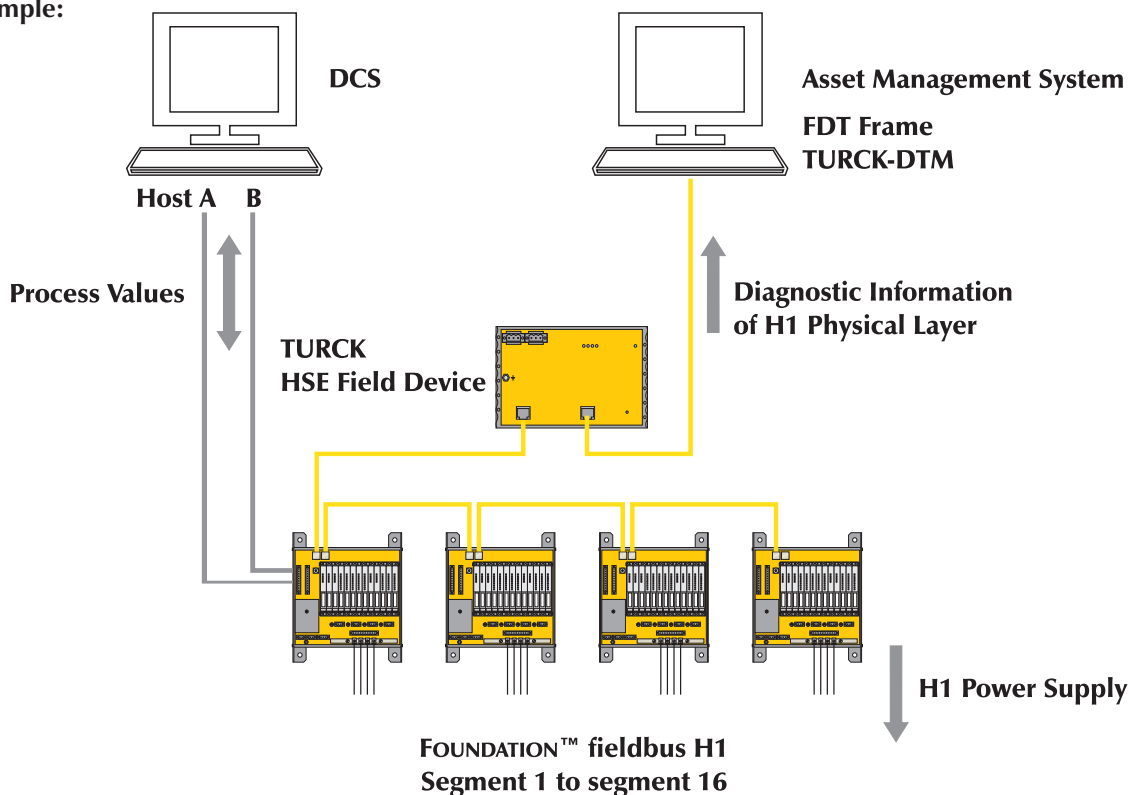 mple:
DCS
Asset Management System
FDT Frame
TURCK-DTM
Host A B
Process Values
Diagnostic Information
of H1 Physical Layer
TURCK
HSE Field Device
H1 Power Supply
FOUNDATION™ fieldbus H1
Segment 1 to segment 16